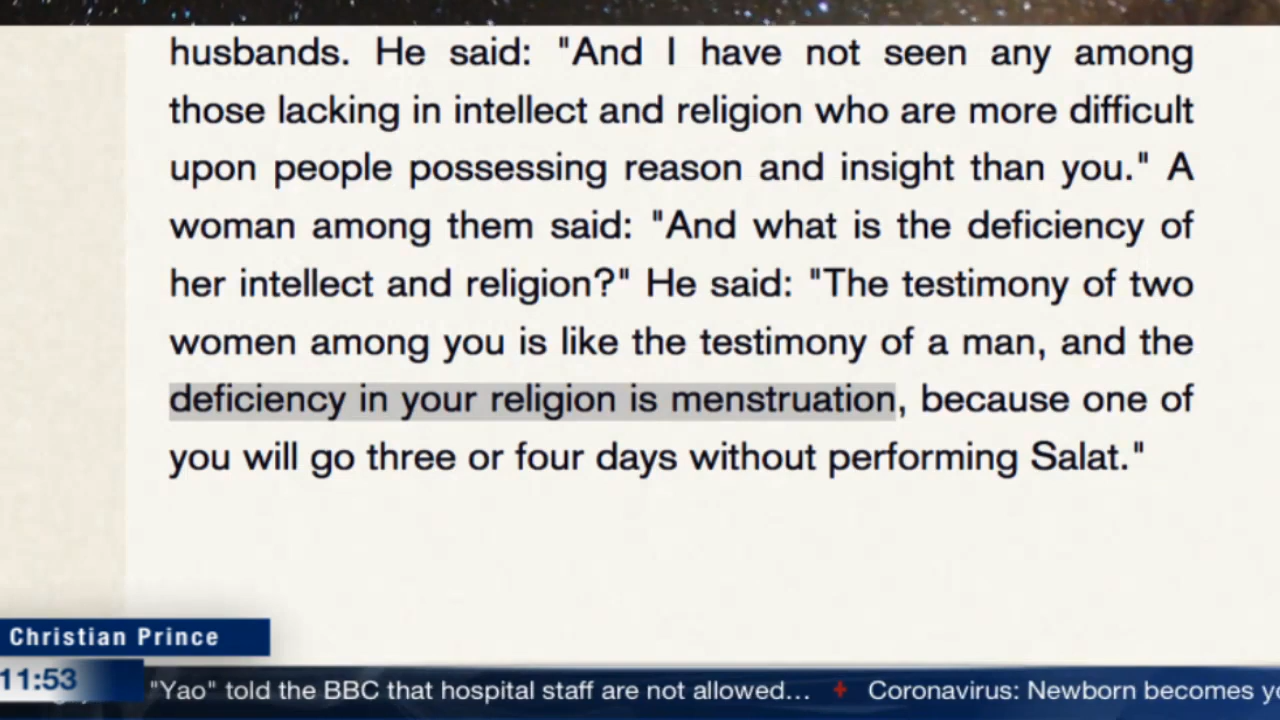 husbands. He said: "And I have not seen any among
those lacking in intellect and religion who are more difficult
upon people possessing reason and insight than you." A
woman among them said: "And what is the deficiency of
her intellect and religion?" He said: "The testimony of two
women among you is like the testimony of a man, and the
deficiency in your religion is menstruation, because one of
you will go three or four days without performing Salat."
Christian Prince
11:53
"Yao" told the BBC that hospital staff are not allowed... Coronavirus: Newborn becomes